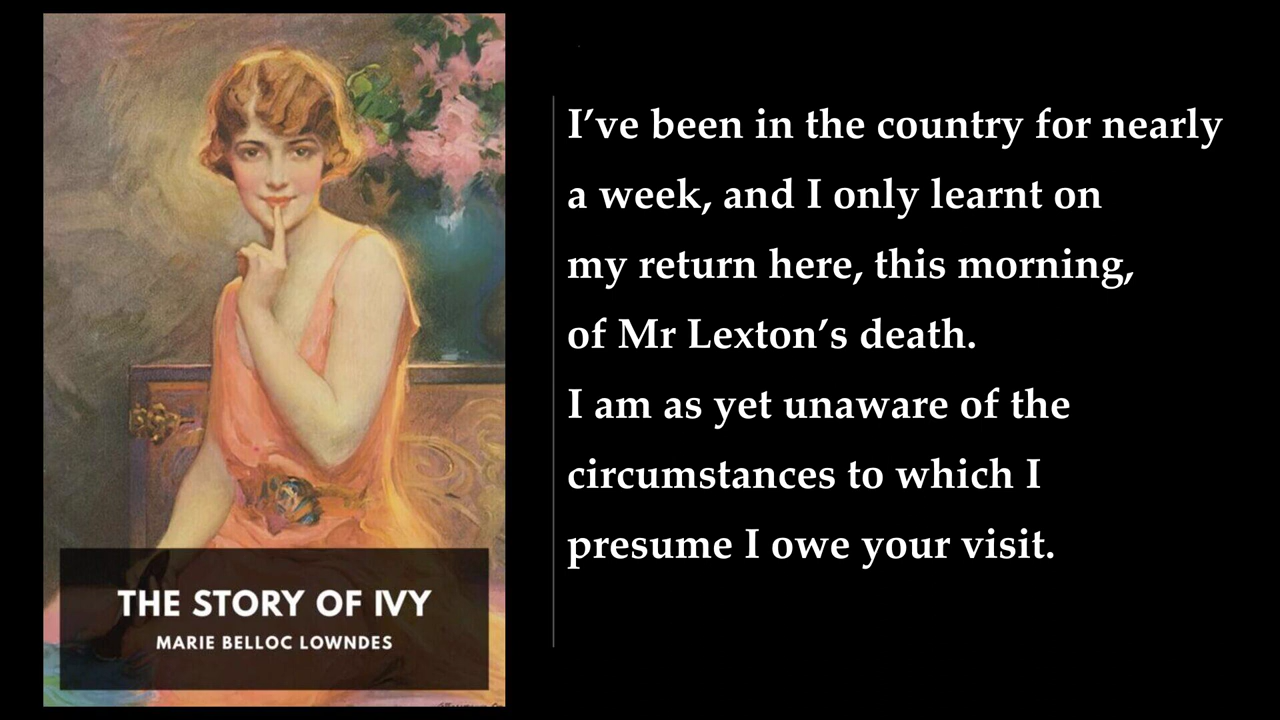 THE STORY OF IVY
MARIE BELLOC LOWNDES
I’ve been in the country for nearly
a week, and I only learnt on
my return here, this morning,
of Mr Lexton’s death.
I am as yet unaware of the
circumstances to which I
presume I owe your visit.